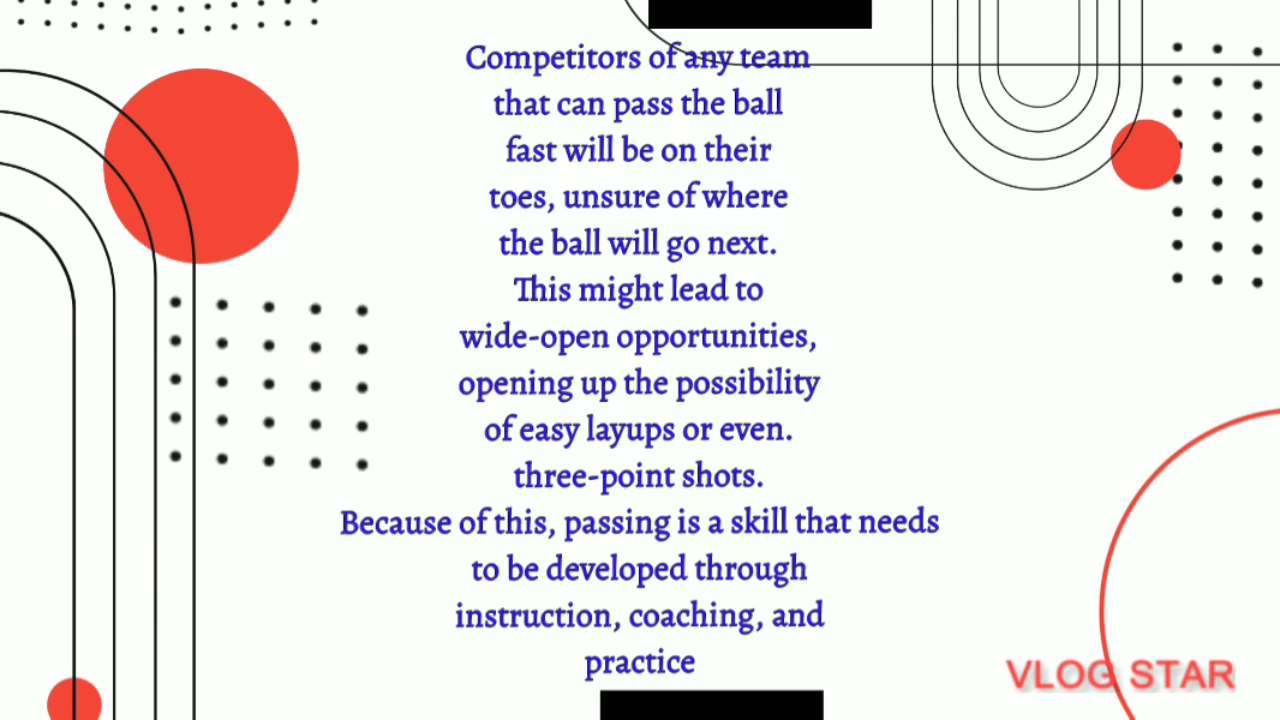 Competitors of any team
that can pass the ball
fast will be on their
toes, unsure of where
the ball will go next.
This might lead to
wide-open opportunities,
opening up the possibility
of easy layups or even.
three-point shots.
Because of this, passing is a skill that needs
to be developed through
instruction, coaching, and
practice
VLOG STAR